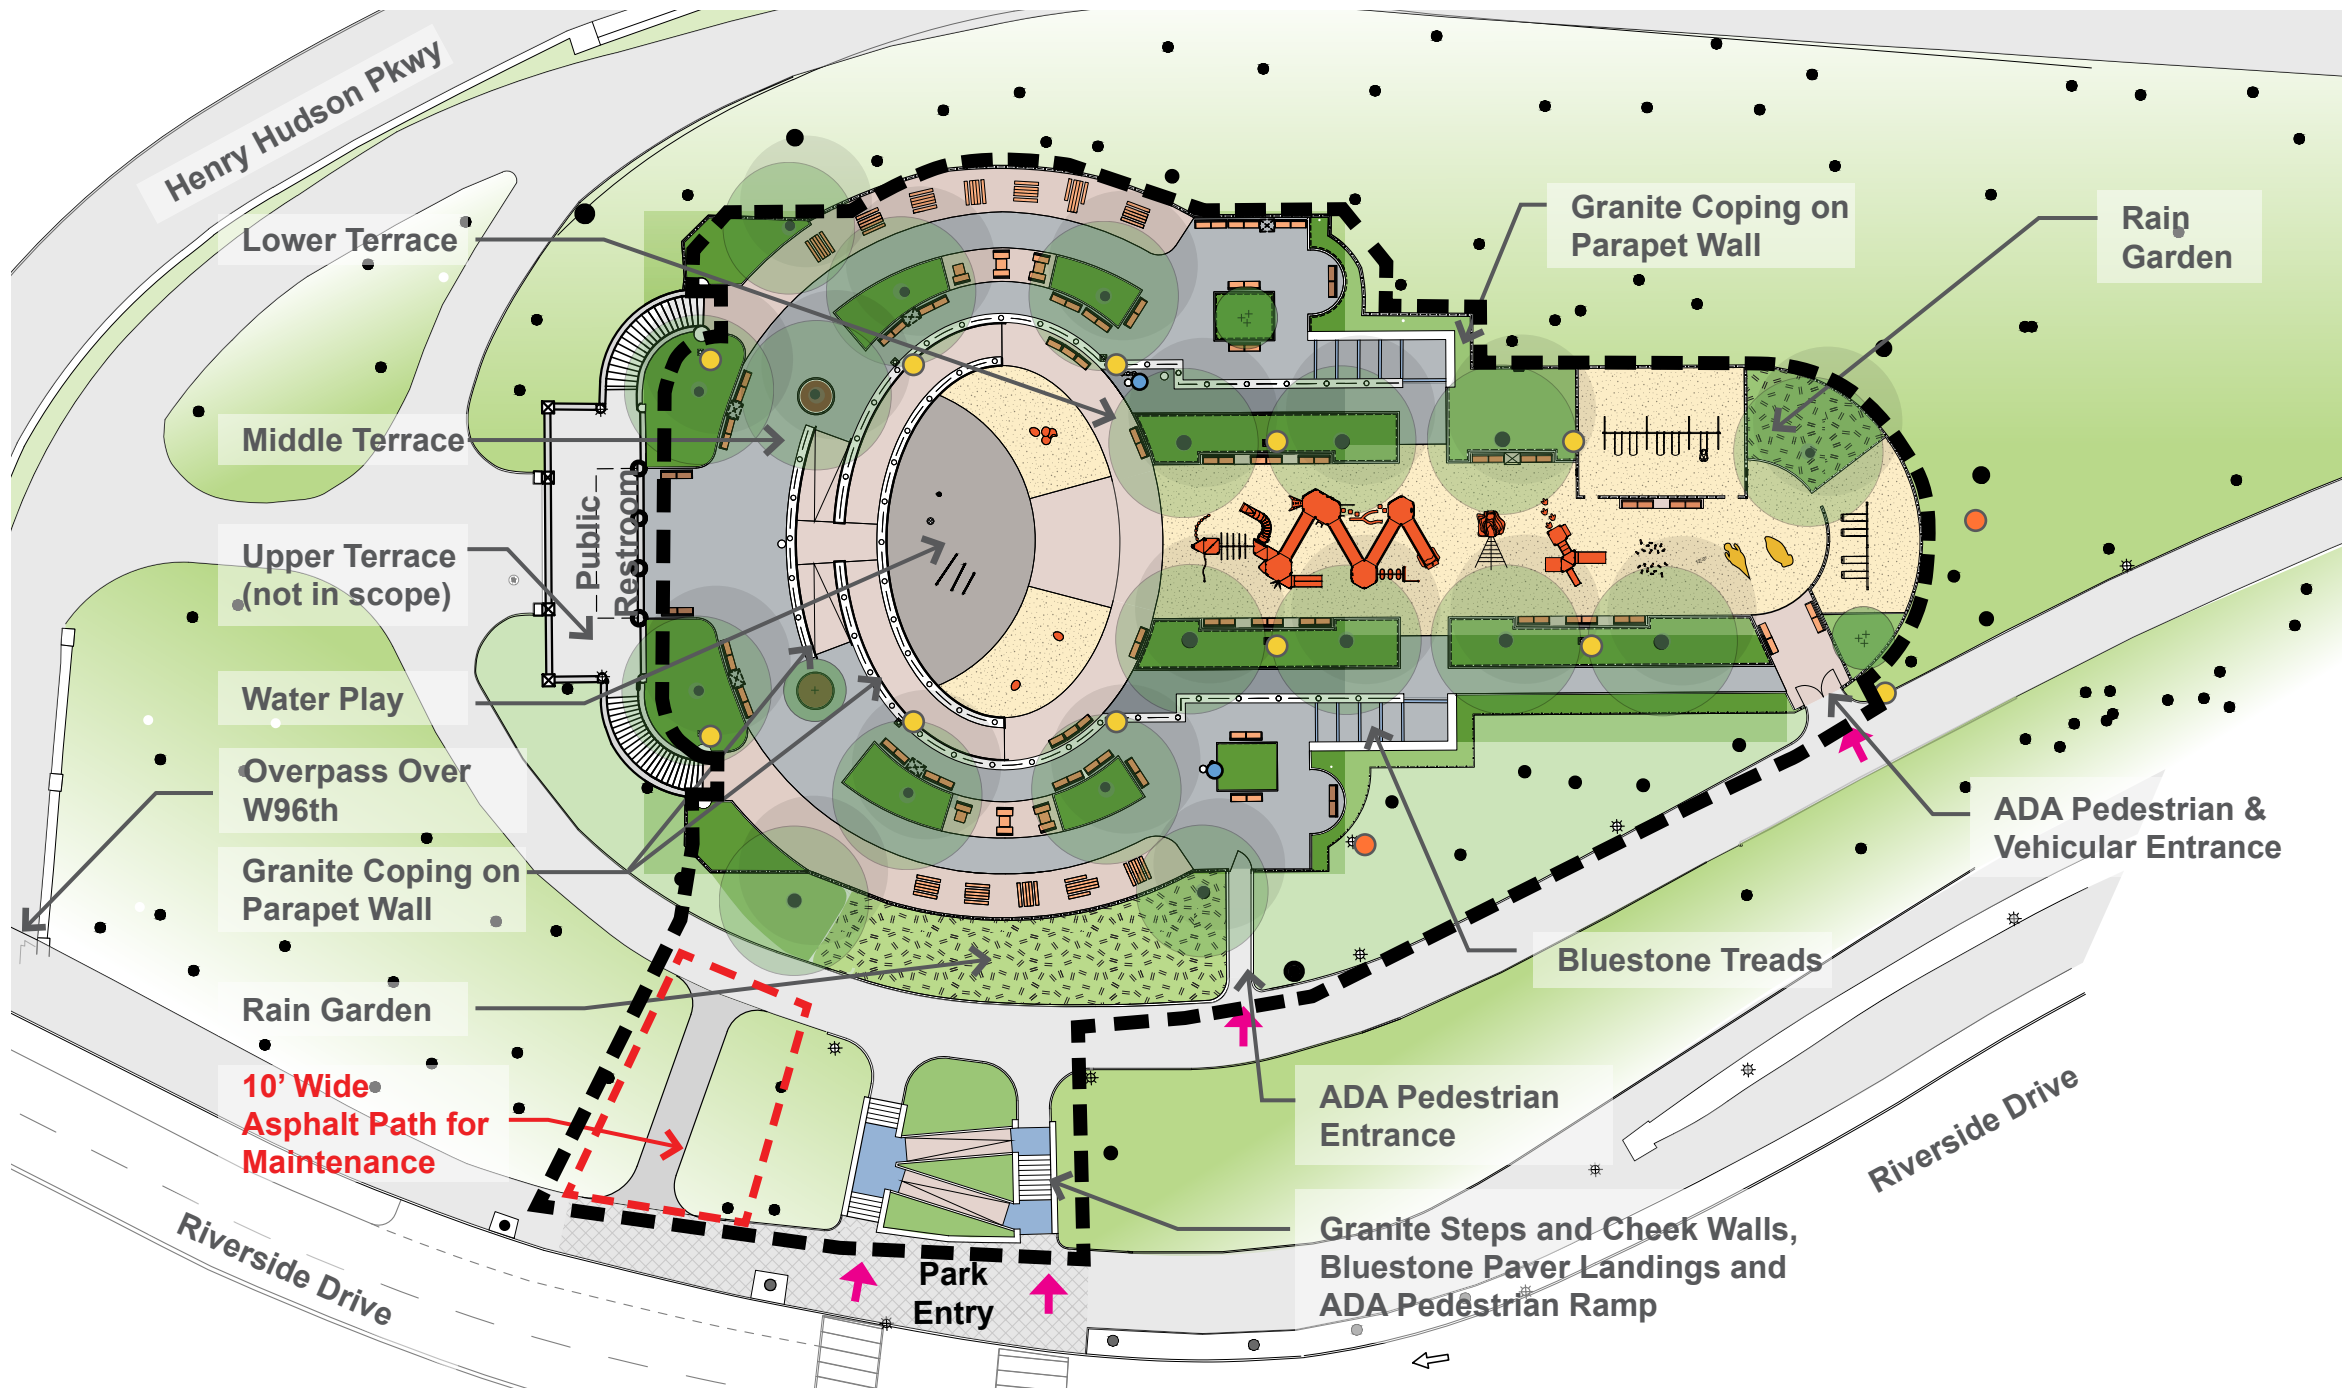 Henry Hudson Pkwy
Lower Terrace
Granite Coping on
Parapet Wall
Rain
Garden
Middle Terrace
Public
Restroom
Upper Terrace
(not in scope)
Water Play
Overpass Over
W96th
Granite Coping on
Parapet Wall
ADA Pedestrian &
Vehicular Entrance
Bluestone Treads
Rain Garden
10’ Wide
Asphalt Path for
Maintenance
ADA Pedestrian
Entrance
Riverside Drive
Granite Steps and Cheek Walls,
Bluestone Paver Landings and
ADA Pedestrian Ramp
Riverside Drive
Park
Entry